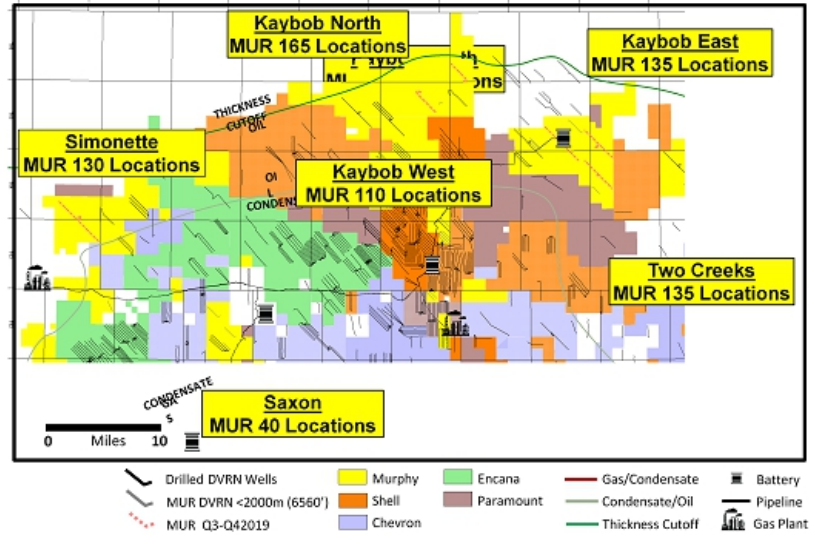 Kaybob North
MUR 165 Locations
Kaybob East
MUR 135 Locations
THICKNESS
CUTOFF
OIL
Simonette
MUR 130 Locations
Kaybob West
MUR 110 Locations
OI
L
CONDENS
Two Creeks
MUR 135 Locations
CONDENSATE
S
Saxon
MUR 40 Locations
0 Miles 10
Drilled DVRN Wells
MUR DVRN <2000m (6560')
MUR Q3-Q42019
Murphy
Shell
Chevron
Encana
Paramount
Gas/Condensate
Condensate/Oil
Thickness Cutoff
Battery
Pipeline
Gas Plant